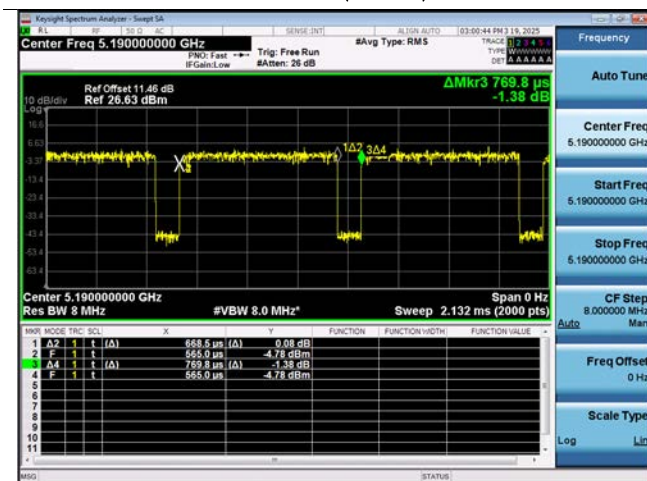 Keysight Spectrum Analyzer - Swept SA
RL RF 50 Ω AC SENSE:INT ALIGN AUTO 03:00:44 PM 3 19, 2025
Center Freq 5.190000000 GHz #Avg Type: RMS TRACE 1 2 3 4 5
PNO: Fast Trig: Free Run TYPE
IFGain:Low #Atten: 26 dB DET A A A A A A
Ref Offset 11.46 dB ΔMkr3 769.8 µs
10 dB/div Ref 26.63 dBm -1.38 dB
Log
16.6
6.63
-3.37
-13.4
-23.4
-33.4
-43.4
-53.4
-63.4
X
1Δ2 3Δ4
Center 5.190000000 GHz Span 0 Hz
Res BW 8 MHz #VBW 8.0 MHz* Sweep 2.132 ms (2000 pts)
MKR MODE TRC SCL X Y FUNCTION FUNCTION WIDTH FUNCTION VALUE
1 Δ2 1 t (Δ) 668.5 µs (Δ) 0.08 dB
2 F 1 t 565.0 µs -4.78 dBm
3 Δ4 1 t (Δ) 769.8 µs (Δ) -1.38 dB
4 F 1 t 565.0 µs -4.78 dBm
5
6
7
8
9
10
11
MSG STATUS
Frequency
Auto Tune
Center Freq
5.190000000 GHz
Start Freq
5.190000000 GHz
Stop Freq
5.190000000 GHz
CF Step
8.000000 MHz
Auto Man
Freq Offset
0 Hz
Scale Type
Log Lin